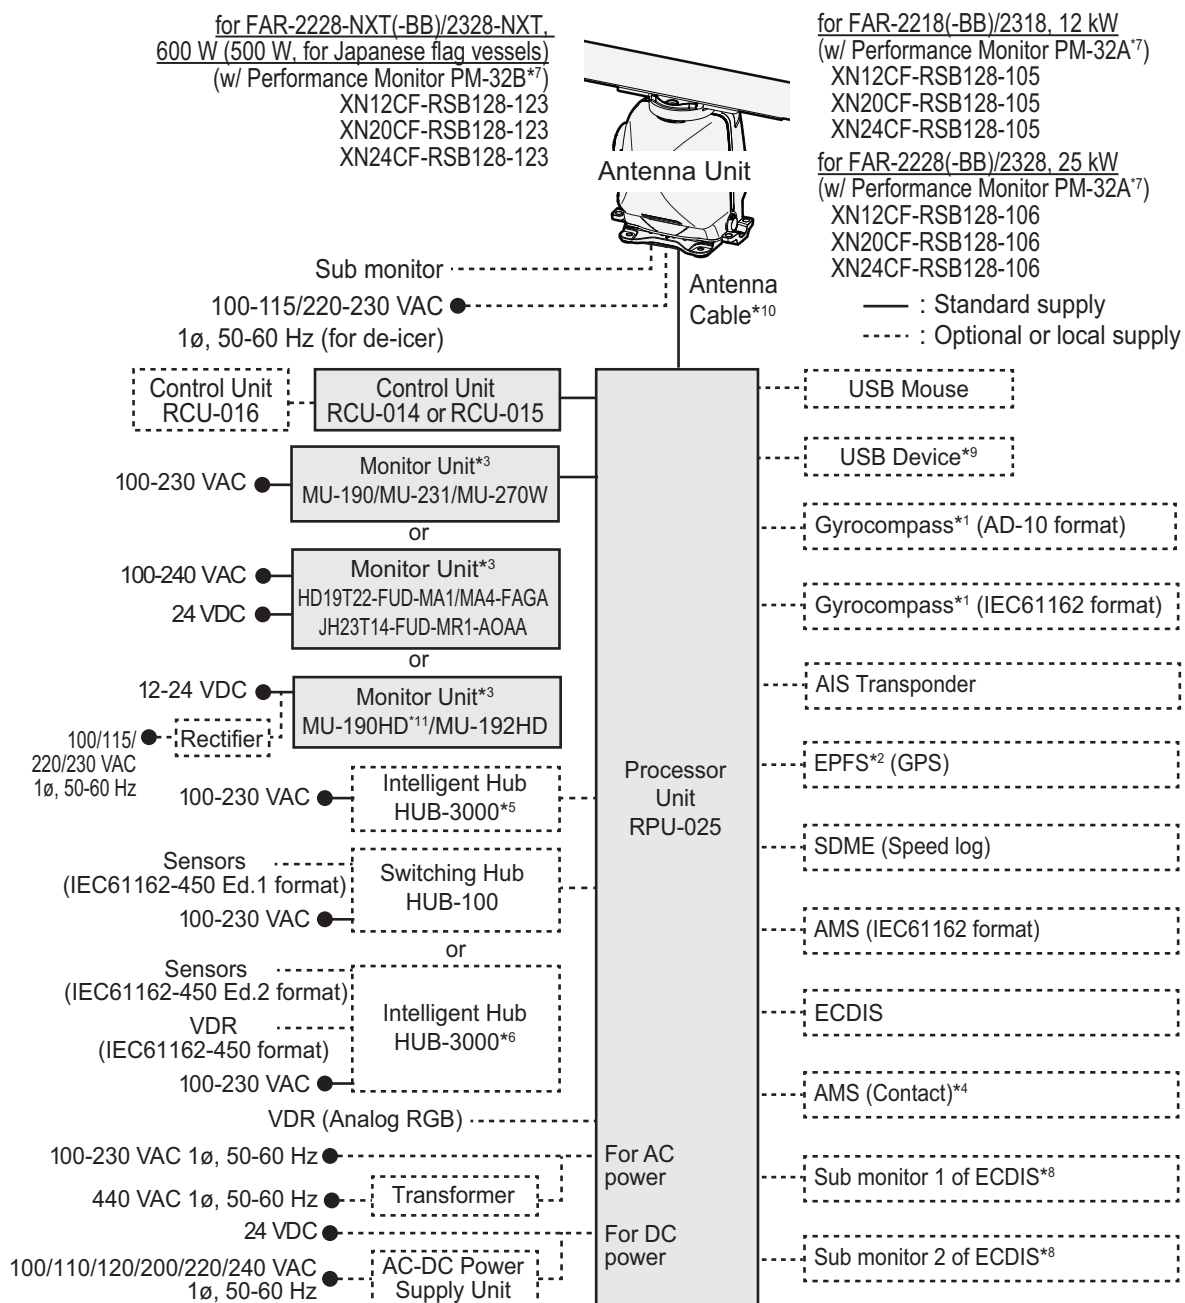 for FAR-2228-NXT(-BB)/2328-NXT,
600 W (500 W, for Japanese flag vessels)
(w/ Performance Monitor PM-32B*7)
XN12CF-RSB128-123
XN20CF-RSB128-123
XN24CF-RSB128-123
Antenna Unit
for FAR-2218(-BB)/2318, 12 kW
(w/ Performance Monitor PM-32A*7)
XN12CF-RSB128-105
XN20CF-RSB128-105
XN24CF-RSB128-105
for FAR-2228(-BB)/2328, 25 kW
(w/ Performance Monitor PM-32A*7)
XN12CF-RSB128-106
XN20CF-RSB128-106
XN24CF-RSB128-106
: Standard supply
: Optional or local supply
Sub monitor
100-115/220-230 VAC
1ø, 50-60 Hz (for de-icer)
Antenna
Cable*10
Control Unit
RCU-016
Control Unit
RCU-014 or RCU-015
100-230 VAC
Monitor Unit*3
MU-190/MU-231/MU-270W
or
100-240 VAC
24 VDC
Monitor Unit*3
HD19T22-FUD-MA1/MA4-FAGA
JH23T14-FUD-MR1-AOAA
or
12-24 VDC
Monitor Unit*3
MU-190HD*11/MU-192HD
Rectifier
100/115/
220/230 VAC
1ø, 50-60 Hz
100-230 VAC
Intelligent Hub
HUB-3000*5
Sensors
(IEC61162-450 Ed.1 format)
100-230 VAC
Switching Hub
HUB-100
or
Sensors
(IEC61162-450 Ed.2 format)
VDR
(IEC61162-450 format)
100-230 VAC
Intelligent Hub
HUB-3000*6
VDR (Analog RGB)
100-230 VAC 1ø, 50-60 Hz
440 VAC 1ø, 50-60 Hz
Transformer
24 VDC
100/110/120/200/220/240 VAC
1ø, 50-60 Hz
AC-DC Power
Supply Unit
Processor
Unit
RPU-025
For AC
power
For DC
power
USB Mouse
USB Device*9
Gyrocompass*1 (AD-10 format)
Gyrocompass*1 (IEC61162 format)
AIS Transponder
EPFS*2 (GPS)
SDME (Speed log)
AMS (IEC61162 format)
ECDIS
AMS (Contact)*4
Sub monitor 1 of ECDIS*8
Sub monitor 2 of ECDIS*8